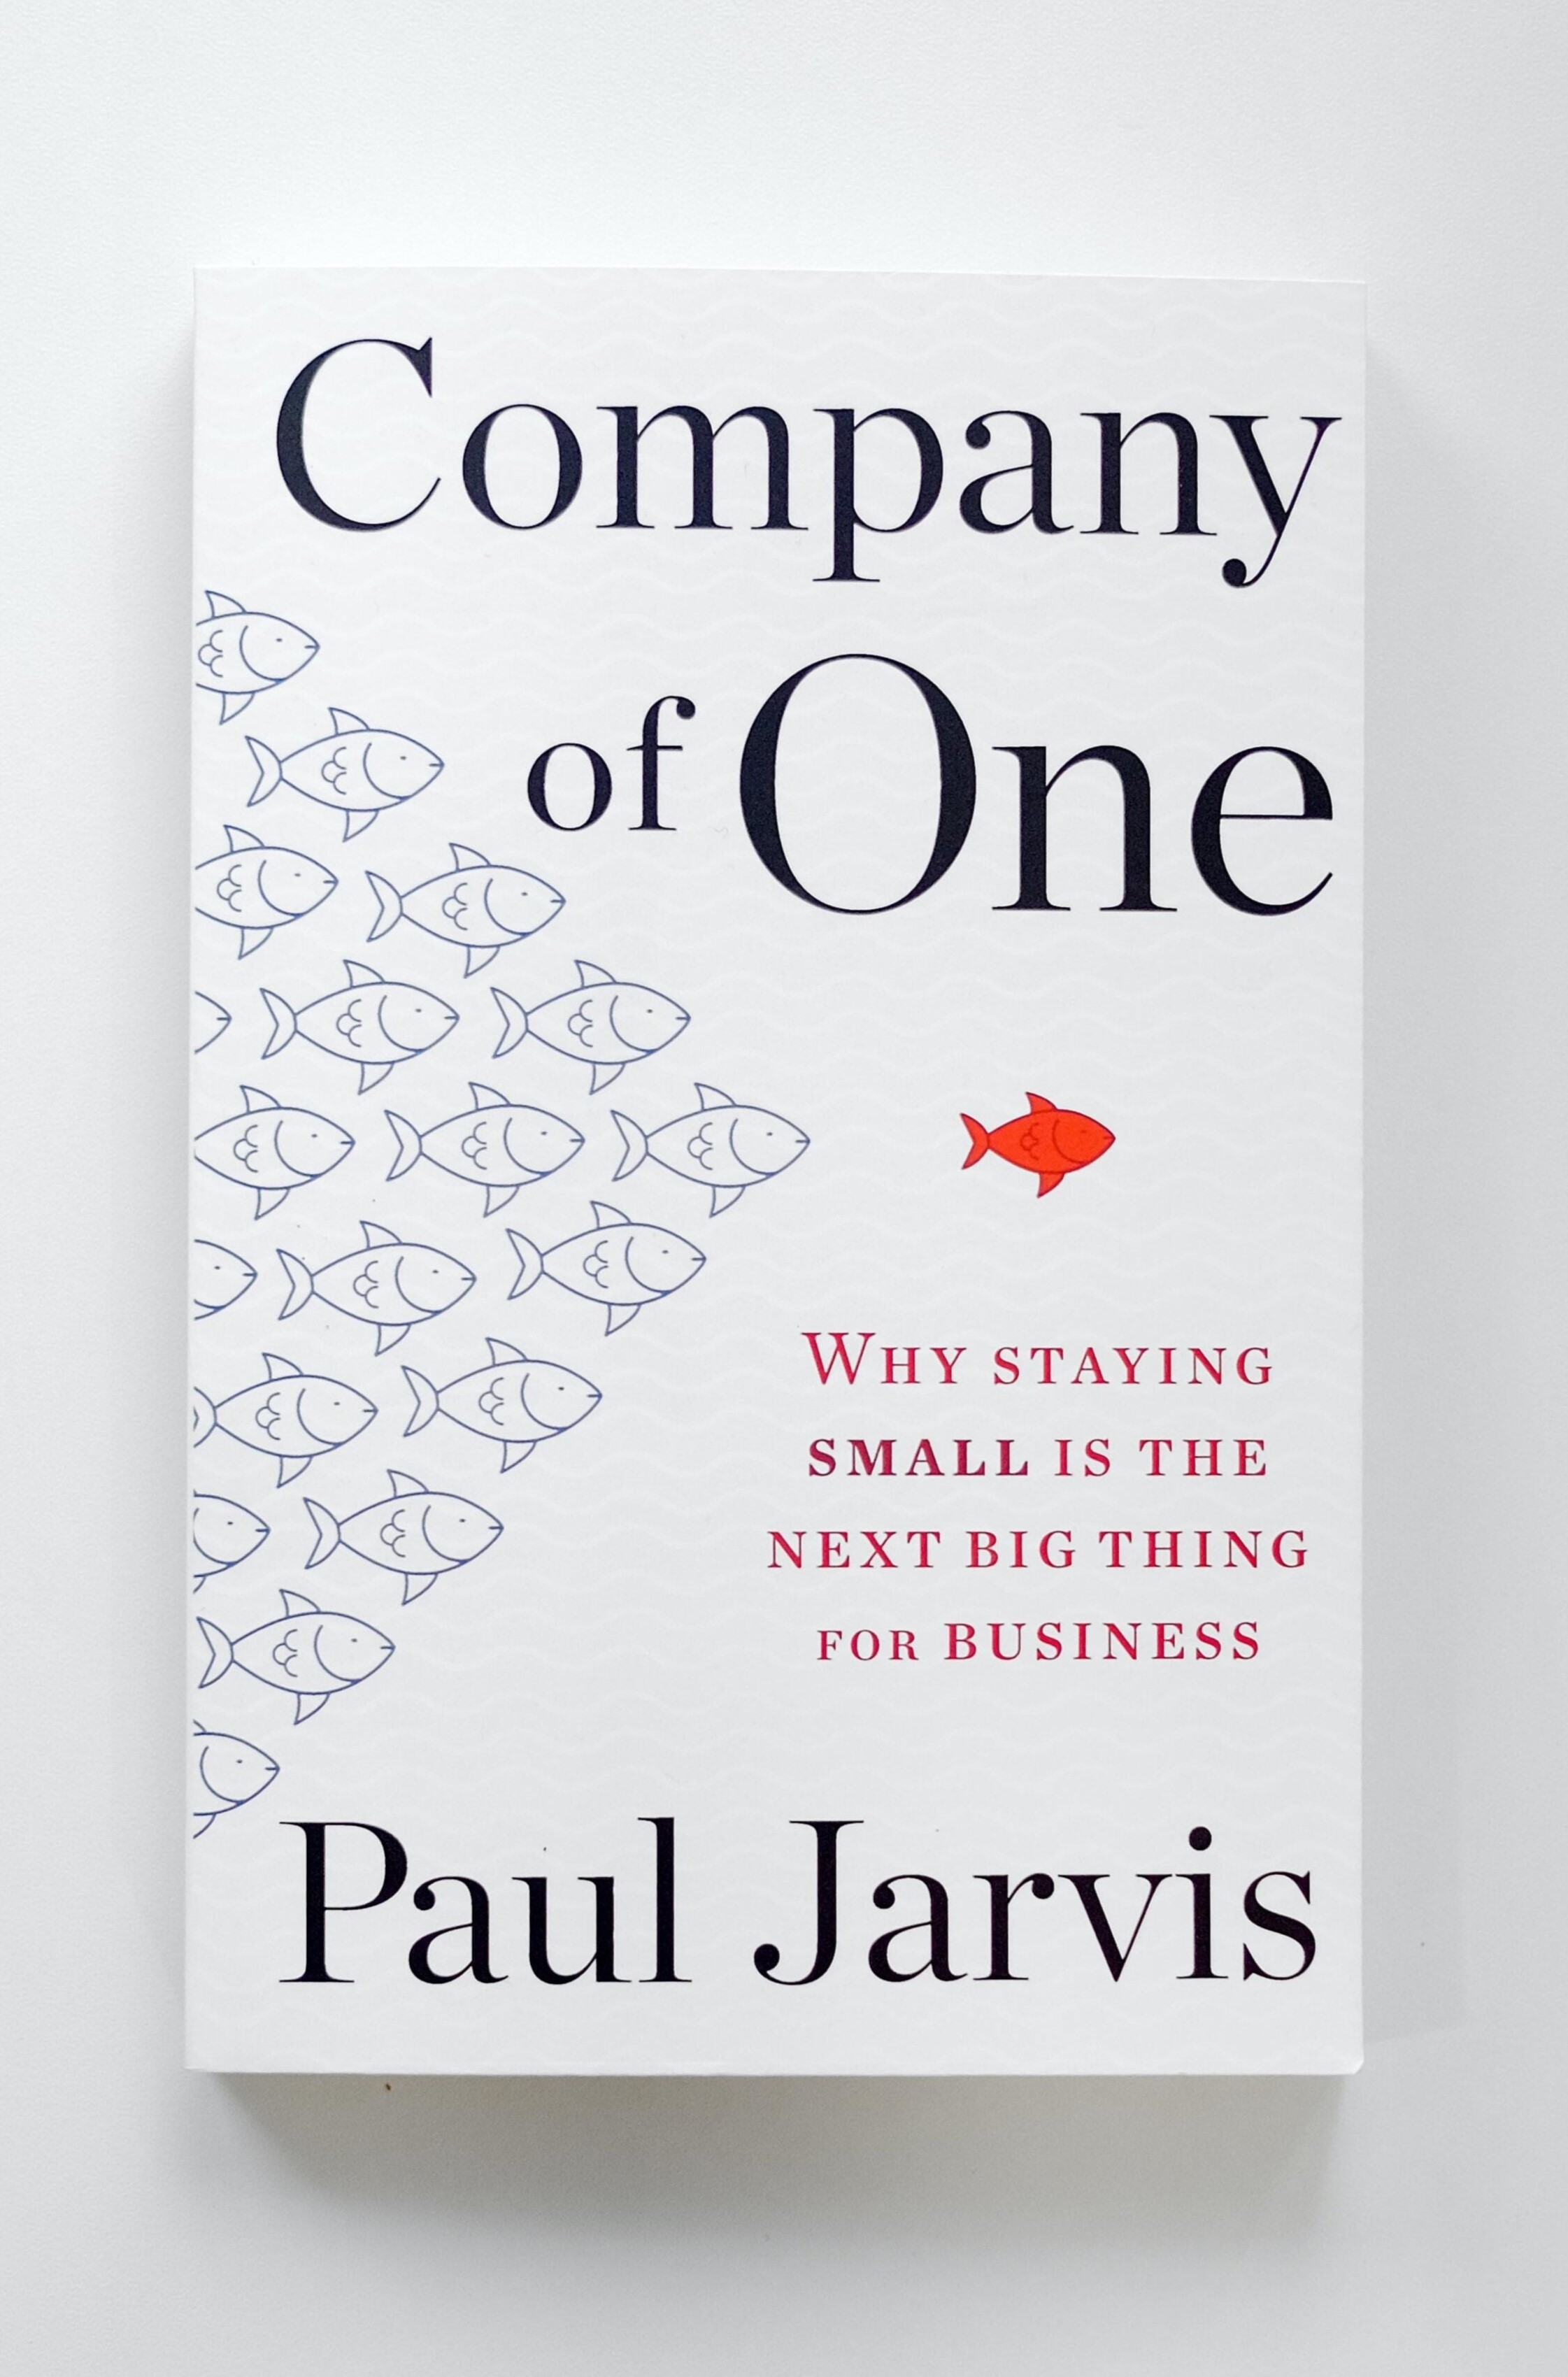 Company
of One
WHY STAYING
SMALL IS THE
NEXT BIG THING
FOR BUSINESS
Paul Jarvis